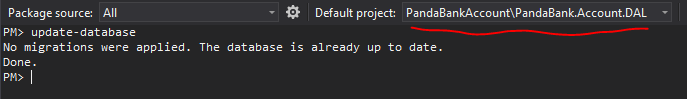 Package source: All Default project: PandaBankAccount\PandaBank.Account.DAL
PM> update-database
No migrations were applied. The database is already up to date.
Done.
PM>